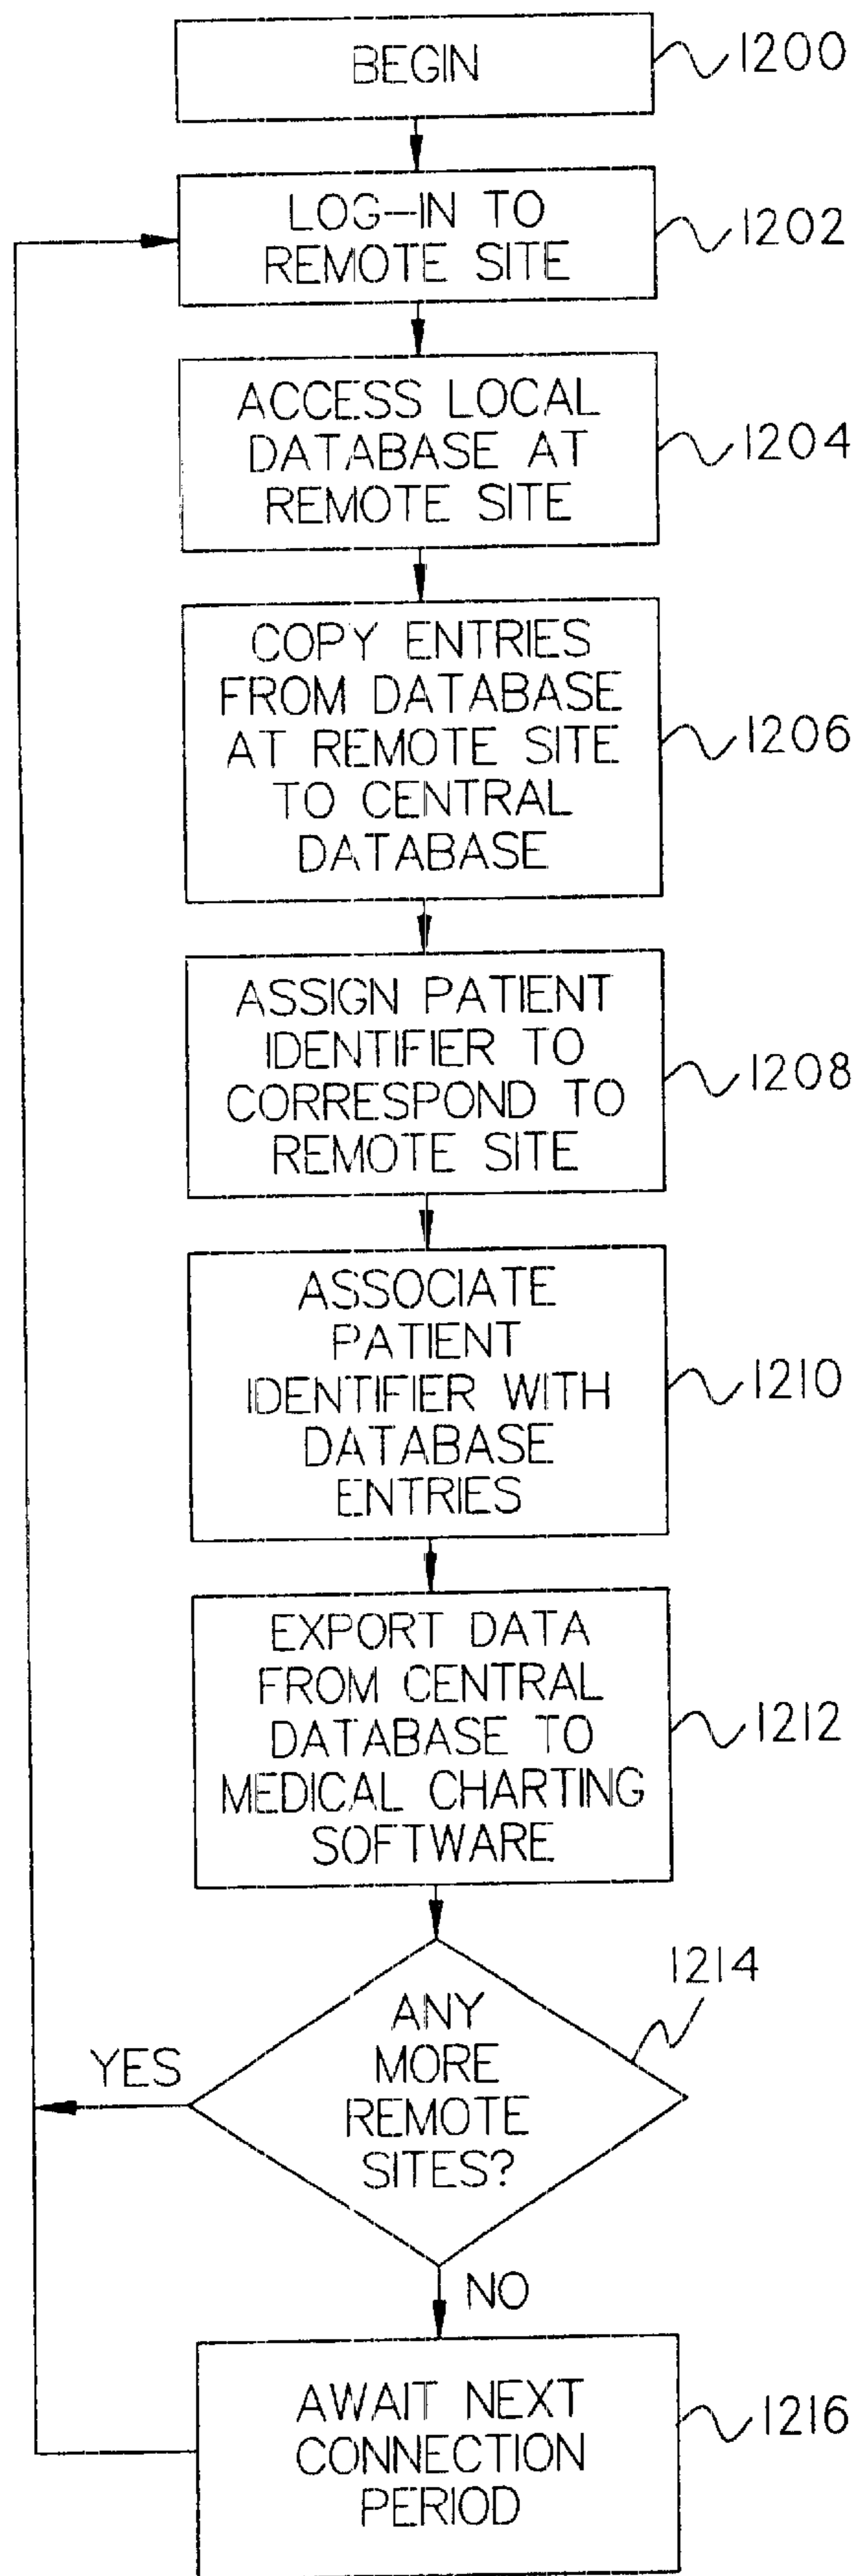 BEGIN
1200
LOG-IN TO
REMOTE SITE
1202
ACCESS LOCAL
DATABASE AT
REMOTE SITE
1204
COPY ENTRIES
FROM DATABASE
AT REMOTE SITE
TO CENTRAL
DATABASE
1206
ASSIGN PATIENT
IDENTIFIER TO
CORRESPOND TO
REMOTE SITE
1208
ASSOCIATE
PATIENT
IDENTIFIER WITH
DATABASE
ENTRIES
1210
EXPORT DATA
FROM CENTRAL
DATABASE TO
MEDICAL CHARTING
SOFTWARE
1212
1214
ANY
MORE
REMOTE
SITES?
YES
NO
AWAIT NEXT
CONNECTION
PERIOD
1216